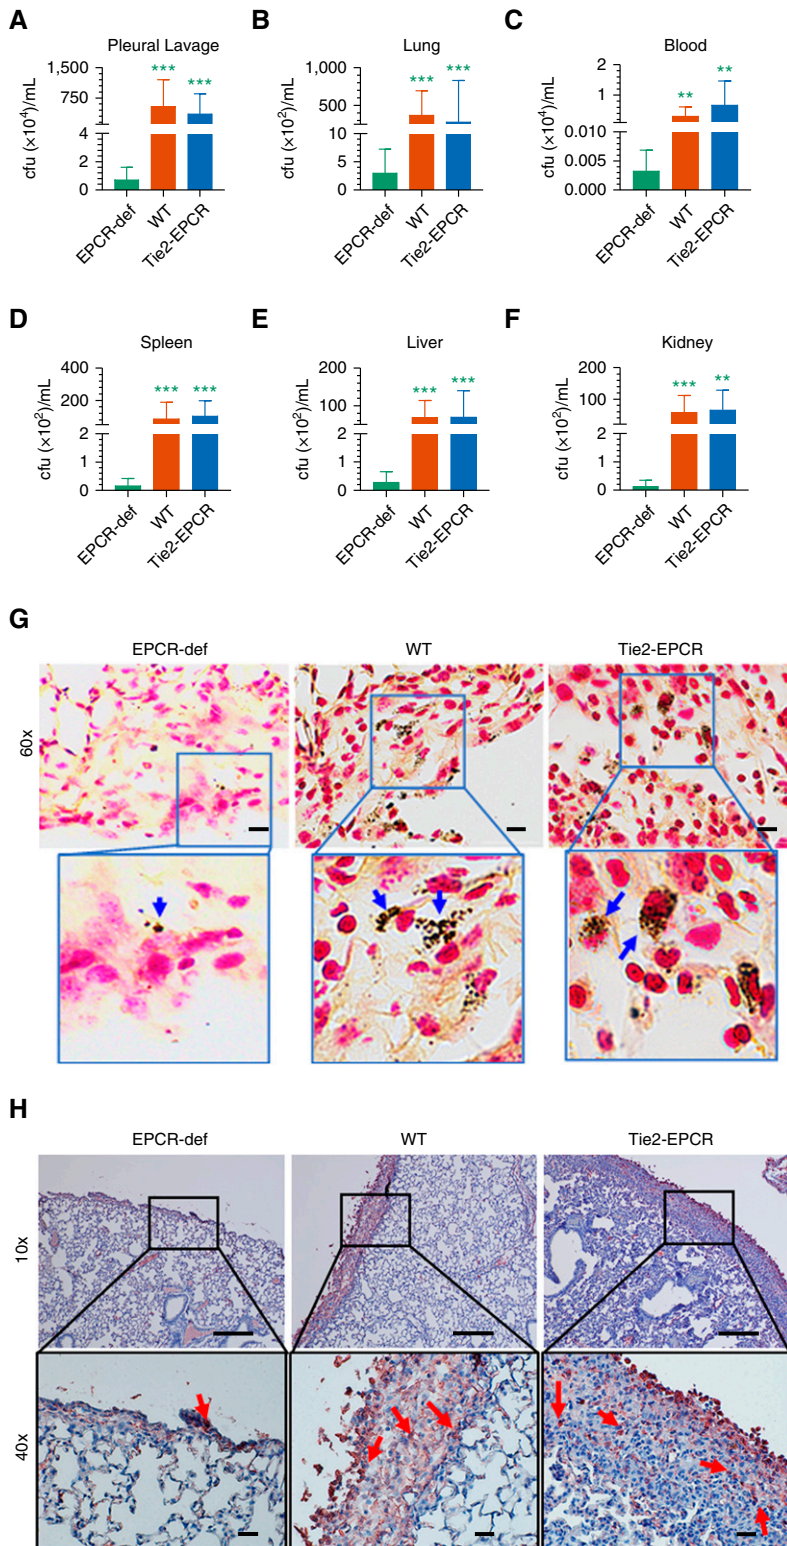 A
Pleural Lavage
cfu (×10⁴)/mL
1,500
750
4
2
0
***
***
EPCR-def
WT
Tie2-EPCR
B
Lung
cfu (×10²)/mL
1,000
500
10
5
0
***
***
EPCR-def
WT
Tie2-EPCR
C
Blood
cfu (×10⁴)/mL
2
1
0.010
0.005
0.000
**
**
EPCR-def
WT
Tie2-EPCR
D
Spleen
cfu (×10²)/mL
400
200
2
1
0
***
***
EPCR-def
WT
Tie2-EPCR
E
Liver
cfu (×10²)/mL
200
100
2
1
0
***
***
EPCR-def
WT
Tie2-EPCR
F
Kidney
cfu (×10²)/mL
200
100
2
1
0
***
**
EPCR-def
WT
Tie2-EPCR
G
EPCR-def
WT
Tie2-EPCR
60x
H
EPCR-def
WT
Tie2-EPCR
10x
40x